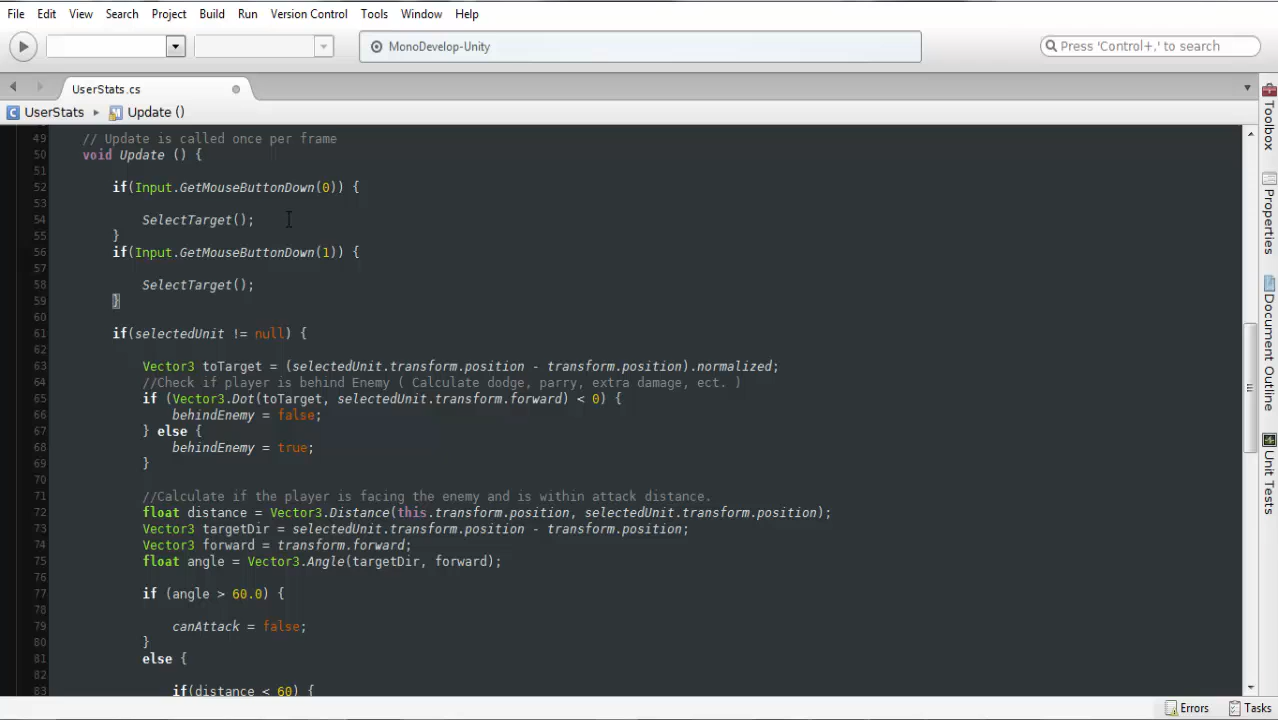 File Edit View Search Project Build Run Version Control Tools Window Help
MonoDevelop-Unity
Press 'Control+,' to search
UserStats.cs
UserStats ▸ Update ()
49 // Update is called once per frame
50 void Update () {
51
52 if(Input.GetMouseButtonDown(0)) {
53
54 SelectTarget();
55 }
56 if(Input.GetMouseButtonDown(1)) {
57
58 SelectTarget();
59 }
60
61 if(selectedUnit != null) {
62
63 Vector3 toTarget = (selectedUnit.transform.position - transform.position).normalized;
64 //Check if player is behind Enemy ( Calculate dodge, parry, extra damage, ect. )
65 if (Vector3.Dot(toTarget, selectedUnit.transform.forward) < 0) {
66 behindEnemy = false;
67 } else {
68 behindEnemy = true;
69 }
70
71 //Calculate if the player is facing the enemy and is within attack distance.
72 float distance = Vector3.Distance(this.transform.position, selectedUnit.transform.position);
73 Vector3 targetDir = selectedUnit.transform.position - transform.position;
74 Vector3 forward = transform.forward;
75 float angle = Vector3.Angle(targetDir, forward);
76
77 if (angle > 60.0) {
78
79 canAttack = false;
80 }
81 else {
82
83 if(distance < 60) {
Toolbox
Properties
Document Outline
Unit Tests
Errors Tasks